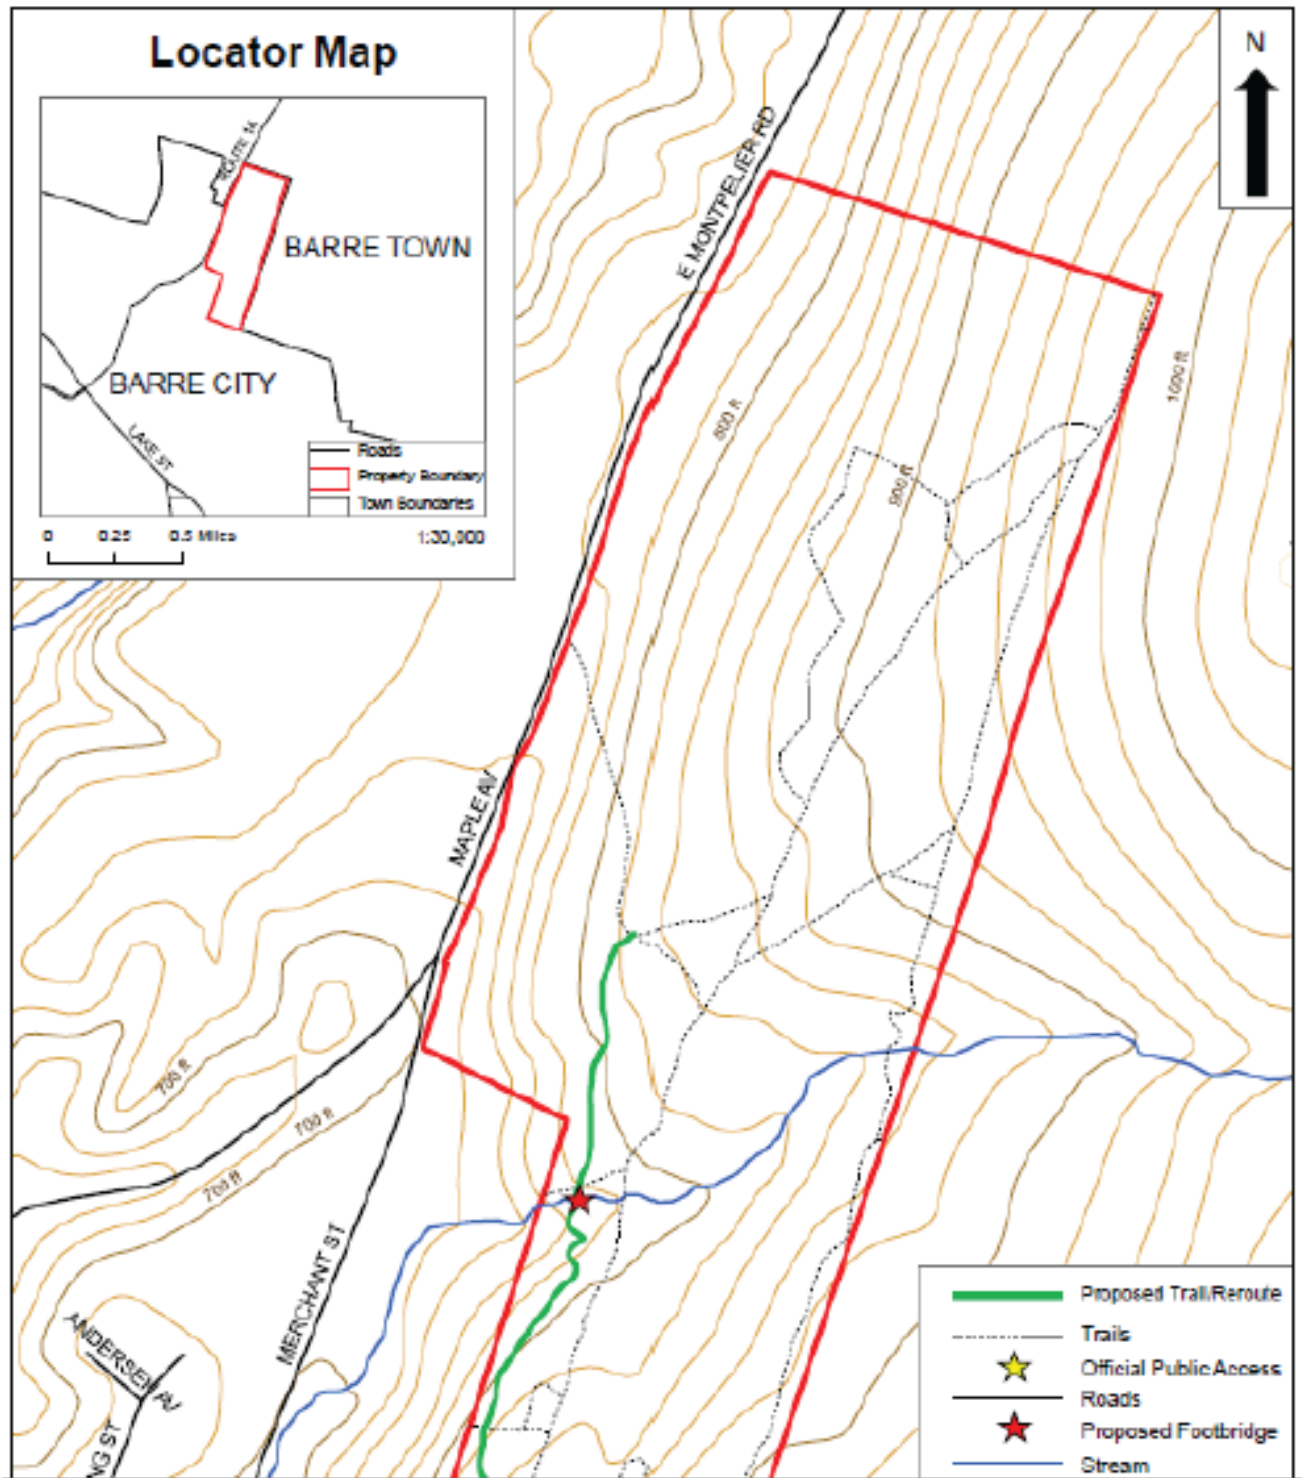 Locator Map
N
ROUTE 14
BARRE TOWN
BARRE CITY
LAKE ST
Roads
Property Boundary
Town Boundaries
0 0.25 0.5 Miles
1:30,000
E MONTPELIER RD
1000 ft
800 ft
900 ft
MAPLE AV
700 ft
700 ft
700 ft
MERCHANT ST
ANDERSEN AV
NG ST
Proposed Trail/Reroute
Trails
Official Public Access
Roads
Proposed Footbridge
Stream